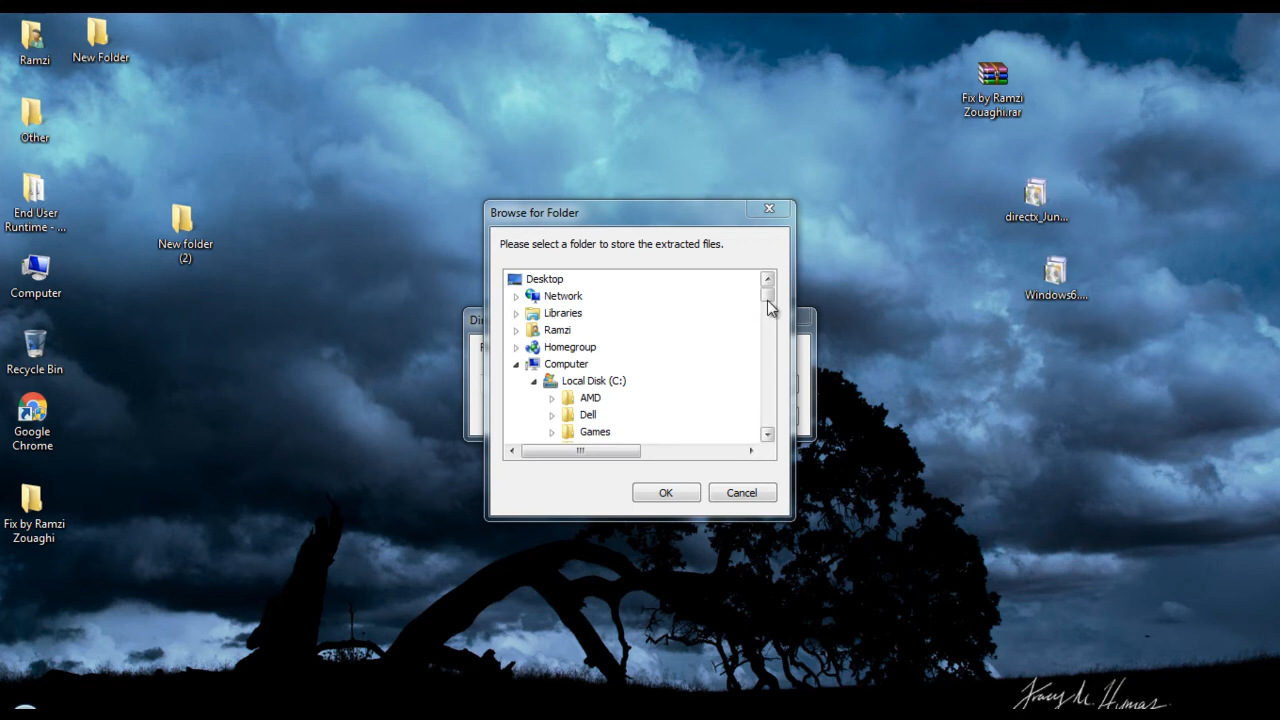 Ramzi
New Folder
Other
End User
Runtime - ...
New folder
(2)
Computer
Recycle Bin
Google
Chrome
Fix by Ramzi
Zouaghi
Fix by Ramzi
Zouaghi.rar
directx_Jun...
Windows6....
Browse for Folder
Please select a folder to store the extracted files.
Desktop
Network
Libraries
Ramzi
Homegroup
Computer
Local Disk (C:)
AMD
Dell
Games
OK
Cancel